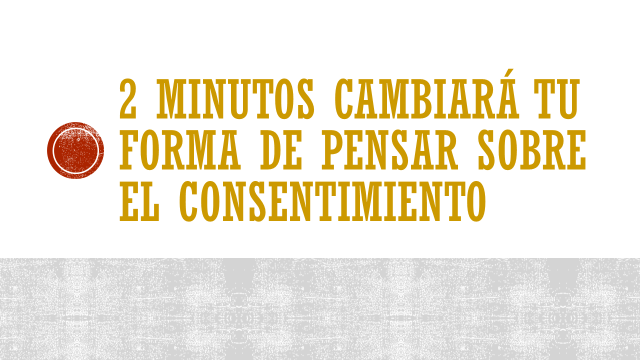 2 MINUTOS CAMBIARÁ TU
FORMA DE PENSAR SOBRE
EL CONSENTIMIENTO